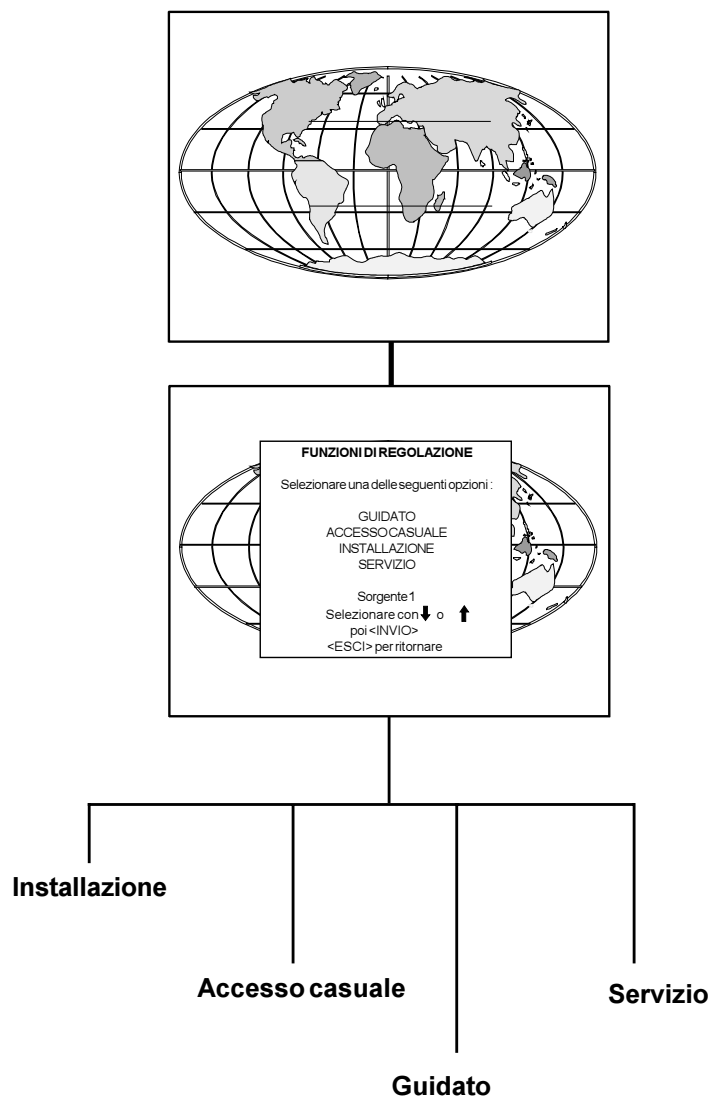 FUNZIONI DI REGOLAZIONE
Selezionare una delle seguenti opzioni :
GUIDATO
ACCESSO CASUALE
INSTALLAZIONE
SERVIZIO
Sorgente 1
Selezionare con ⬇ o ⬆
poi <INVIO>
<ESCI> per ritornare
Installazione
Accesso casuale
Servizio
Guidato